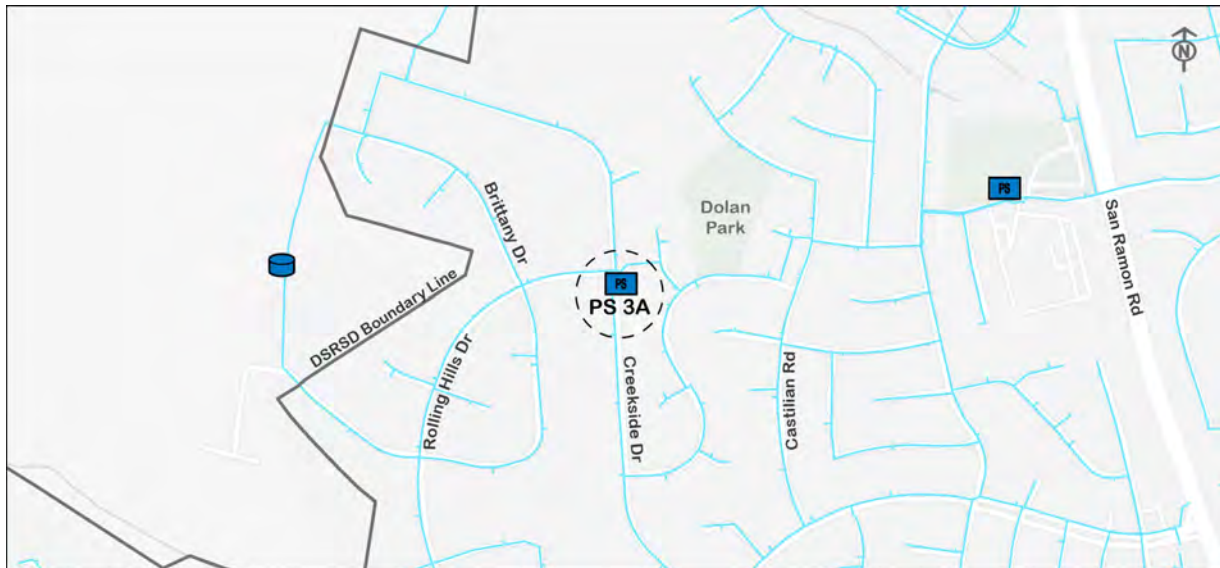 N
PS
Dolan
Park
San Ramon Rd
Brittany Dr
DSRSD Boundary Line
PS
PS 3A
Rolling Hills Dr
Creekside Dr
Castilian Rd